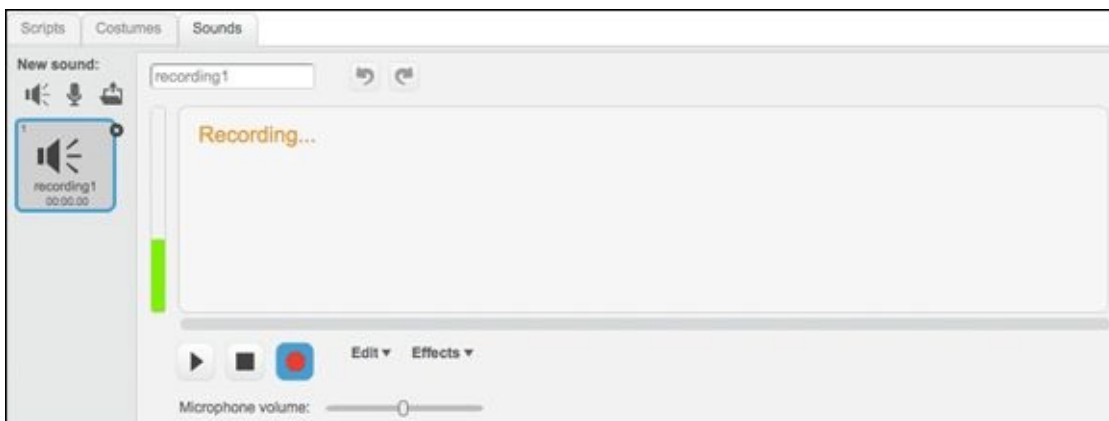 Scripts Costumes Sounds
New sound:
recording1
1
recording1
00:00.00
Recording...
Edit ▾ Effects ▾
Microphone volume: